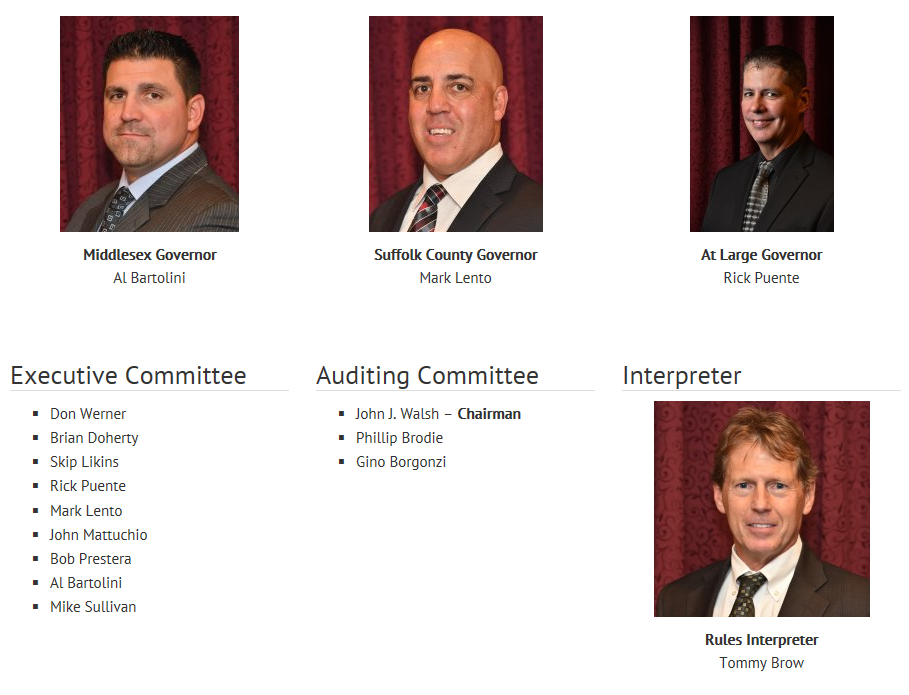 Middlesex Governor
Al Bartolini
Suffolk County Governor
Mark Lento
At Large Governor
Rick Puente
Executive Committee
Don Werner
Brian Doherty
Skip Likins
Rick Puente
Mark Lento
John Mattuchio
Bob Prestera
Al Bartolini
Mike Sullivan
Auditing Committee
John J. Walsh – Chairman
Phillip Brodie
Gino Borgonzi
Interpreter
Rules Interpreter
Tommy Brow